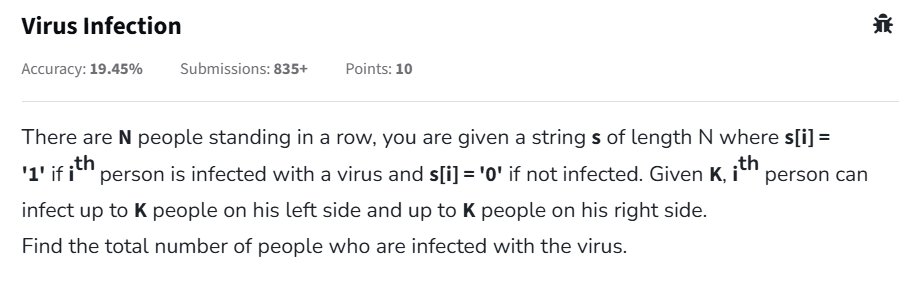 Virus Infection
Accuracy: 19.45% Submissions: 835+ Points: 10
There are N people standing in a row, you are given a string s of length N where s[i] =
'1' if ith person is infected with a virus and s[i] = '0' if not infected. Given K, ith person can
infect up to K people on his left side and up to K people on his right side.
Find the total number of people who are infected with the virus.